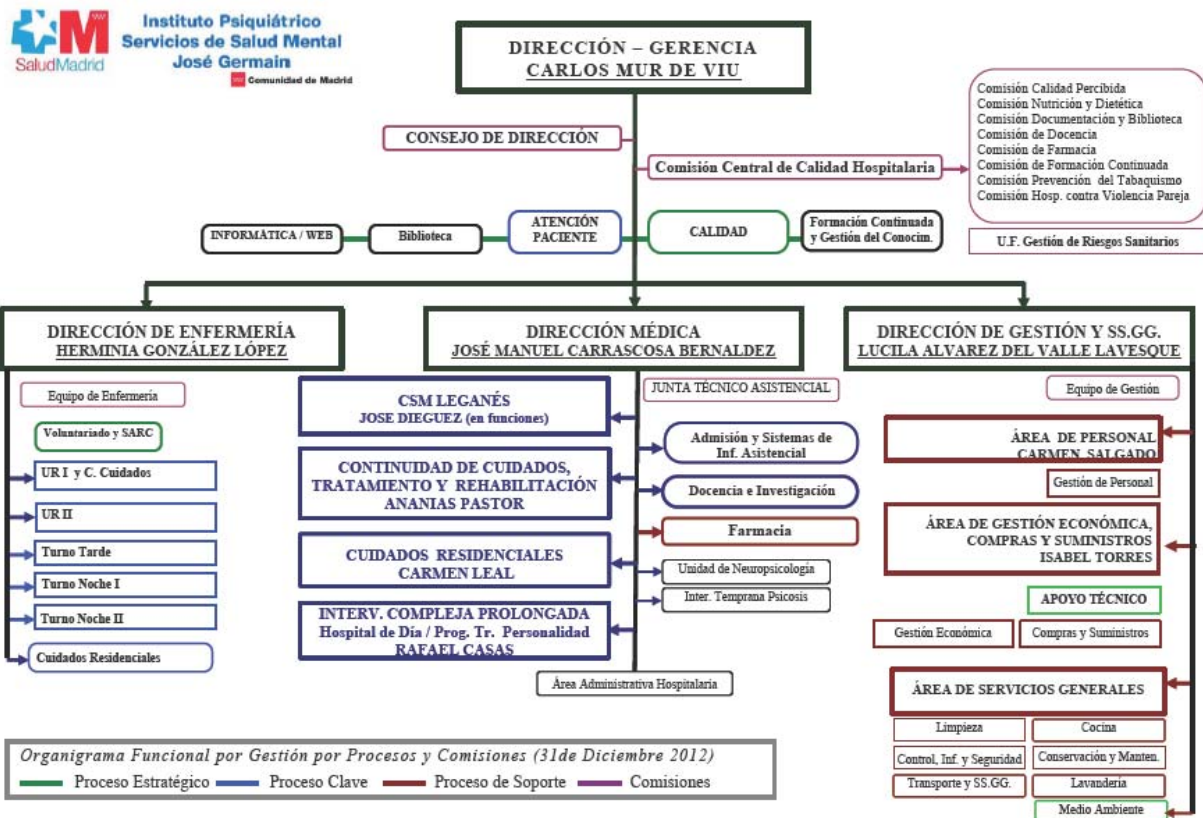 SaludMadrid
Instituto Psiquiátrico
Servicios de Salud Mental
José Germain
Comunidad de Madrid
DIRECCIÓN – GERENCIA
CARLOS MUR DE VIU
CONSEJO DE DIRECCIÓN
Comisión Central de Calidad Hospitalaria
Comisión Calidad Percibida
Comisión Nutrición y Dietética
Comisión Documentación y Biblioteca
Comisión de Docencia
Comisión de Farmacia
Comisión de Formación Continuada
Comisión Prevención del Tabaquismo
Comisión Hosp. contra Violencia Pareja
U.F. Gestión de Riesgos Sanitarios
INFORMÁTICA / WEB
Biblioteca
ATENCIÓN
PACIENTE
CALIDAD
Formación Continuada
y Gestión del Conocim.
DIRECCIÓN DE ENFERMERÍA
HERMINIA GONZÁLEZ LÓPEZ
Equipo de Enfermería
Voluntariado y SARC
UR I y C. Cuidados
UR II
Turno Tarde
Turno Noche I
Turno Noche II
Cuidados Residenciales
DIRECCIÓN MÉDICA
JOSÉ MANUEL CARRASCOSA BERNALDEZ
JUNTA TÉCNICO ASISTENCIAL
CSM LEGANÉS
JOSE DIEGUEZ (en funciones)
CONTINUIDAD DE CUIDADOS,
TRATAMIENTO Y REHABILITACIÓN
ANANIAS PASTOR
CUIDADOS RESIDENCIALES
CARMEN LEAL
INTERV. COMPLEJA PROLONGADA
Hospital de Día / Prog. Tr. Personalidad
RAFAEL CASAS
Admisión y Sistemas de
Inf. Asistencial
Docencia e Investigación
Farmacia
Unidad de Neuropsicología
Inter. Temprana Psicosis
Área Administrativa Hospitalaria
DIRECCIÓN DE GESTIÓN Y SS.GG.
LUCILA ALVAREZ DEL VALLE LAVESQUE
Equipo de Gestión
ÁREA DE PERSONAL
CARMEN SALGADO
Gestión de Personal
ÁREA DE GESTIÓN ECONÓMICA,
COMPRAS Y SUMINISTROS
ISABEL TORRES
APOYO TÉCNICO
Gestión Económica
Compras y Suministros
ÁREA DE SERVICIOS GENERALES
Limpieza
Cocina
Control, Inf. y Seguridad
Conservación y Manten.
Transporte y SS.GG.
Lavandería
Medio Ambiente
Organigrama Funcional por Gestión por Procesos y Comisiones (31de Diciembre 2012)
Proceso Estratégico
Proceso Clave
Proceso de Soporte
Comisiones